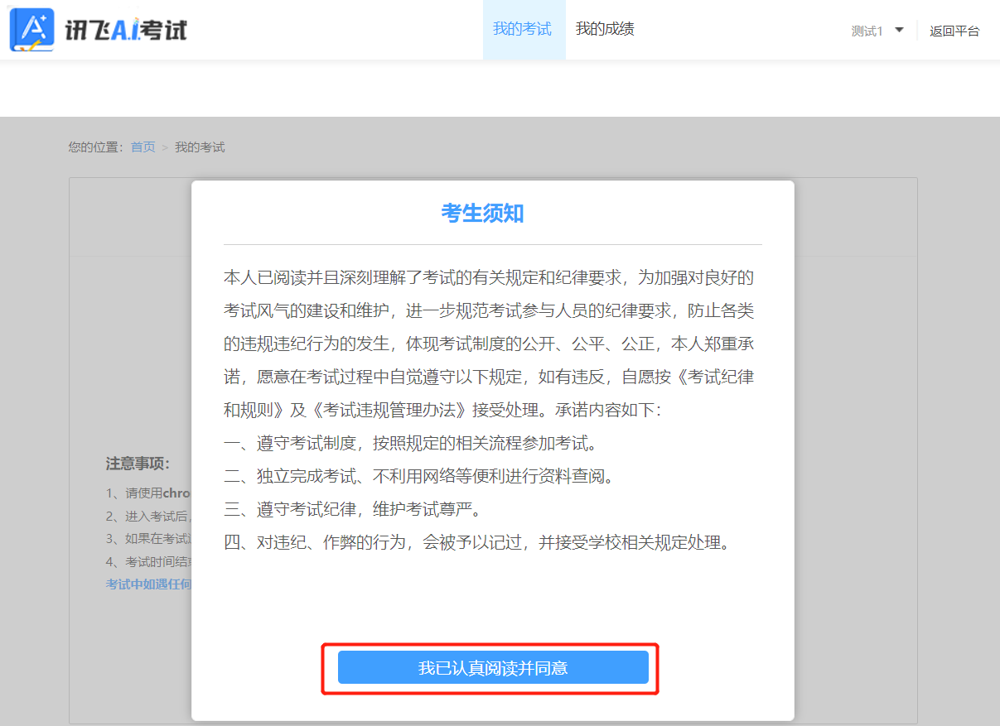 讯飞A.I.考试
我的考试 我的成绩 测试1 返回平台
您的位置： 首页 > 我的考试
考生须知
本人已阅读并且深刻理解了考试的有关规定和纪律要求，为加强对良好的
考试风气的建设和维护，进一步规范考试参与人员的纪律要求，防止各类
的违规违纪行为的发生，体现考试制度的公开、公平、公正，本人郑重承
诺，愿意在考试过程中自觉遵守以下规定，如有违反，自愿按《考试纪律
和规则》及《考试违规管理办法》接受处理。承诺内容如下：
一、遵守考试制度，按照规定的相关流程参加考试。
二、独立完成考试、不利用网络等便利进行资料查阅。
三、遵守考试纪律，维护考试尊严。
四、对违纪、作弊的行为，会被予以记过，并接受学校相关规定处理。
我已认真阅读并同意
注意事项：
1、请使用chro
2、进入考试后，
3、如果在考试
4、考试时间结
考试中如遇任何